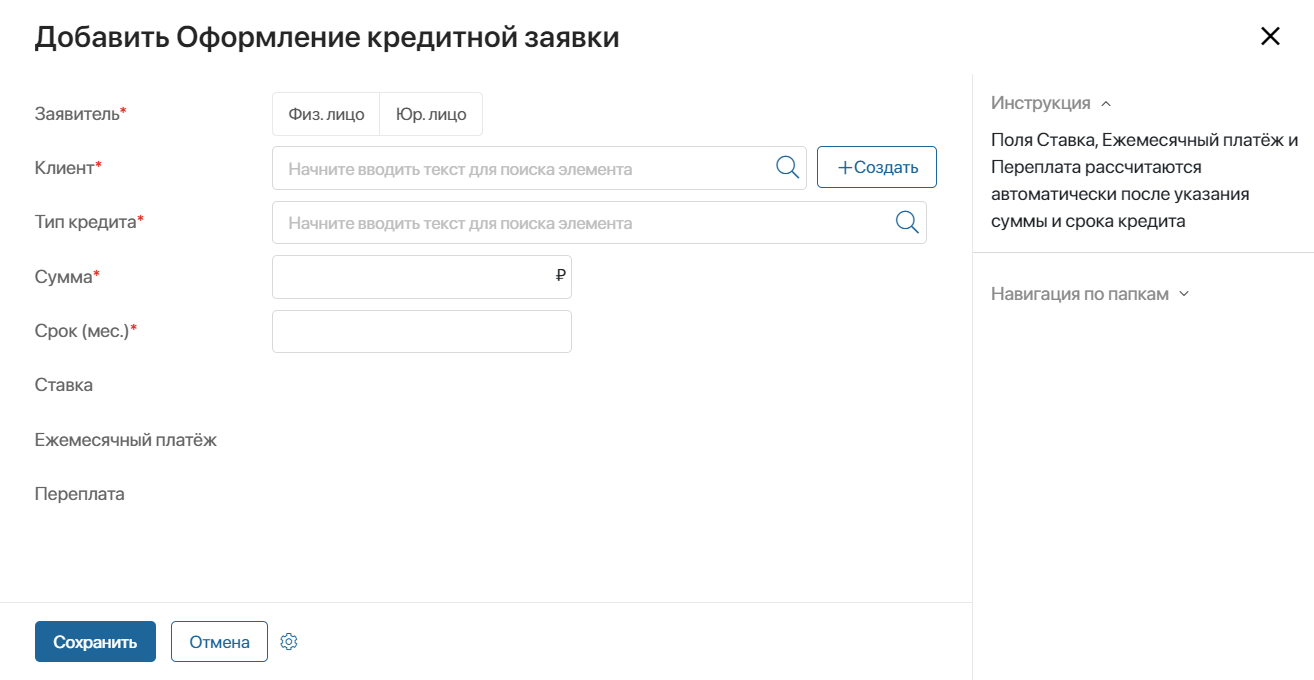 Добавить Оформление кредитной заявки
Заявитель*
Физ. лицо
Юр. лицо
Клиент*
Начните вводить текст для поиска элемента
+Создать
Тип кредита*
Начните вводить текст для поиска элемента
Сумма*
₽
Срок (мес.)*
Ставка
Ежемесячный платёж
Переплата
Сохранить
Отмена
Инструкция
Поля Ставка, Ежемесячный платёж и
Переплата рассчитаются
автоматически после указания
суммы и срока кредита
Навигация по папкам